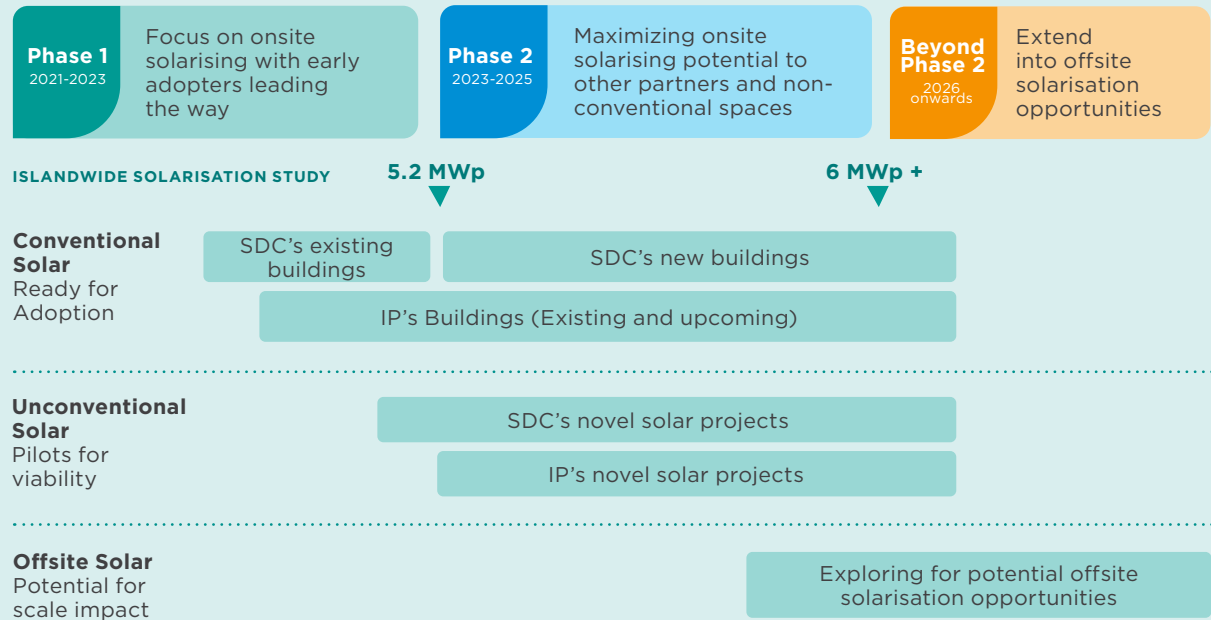 Phase 1
2021-2023
Focus on onsite
solarising with early
adopters leading
the way
Phase 2
2023-2025
Maximizing onsite
solarising potential to
other partners and non-
conventional spaces
Beyond
Phase 2
2026
onwards
Extend
into offsite
solarisation
opportunities
ISLANDWIDE SOLARISATION STUDY
5.2 MWp
6 MWp +
Conventional
Solar
Ready for
Adoption
SDC's existing
buildings
SDC's new buildings
IP's Buildings (Existing and upcoming)
Unconventional
Solar
Pilots for
viability
SDC's novel solar projects
IP's novel solar projects
Offsite Solar
Potential for
scale impact
Exploring for potential offsite
solarisation opportunities